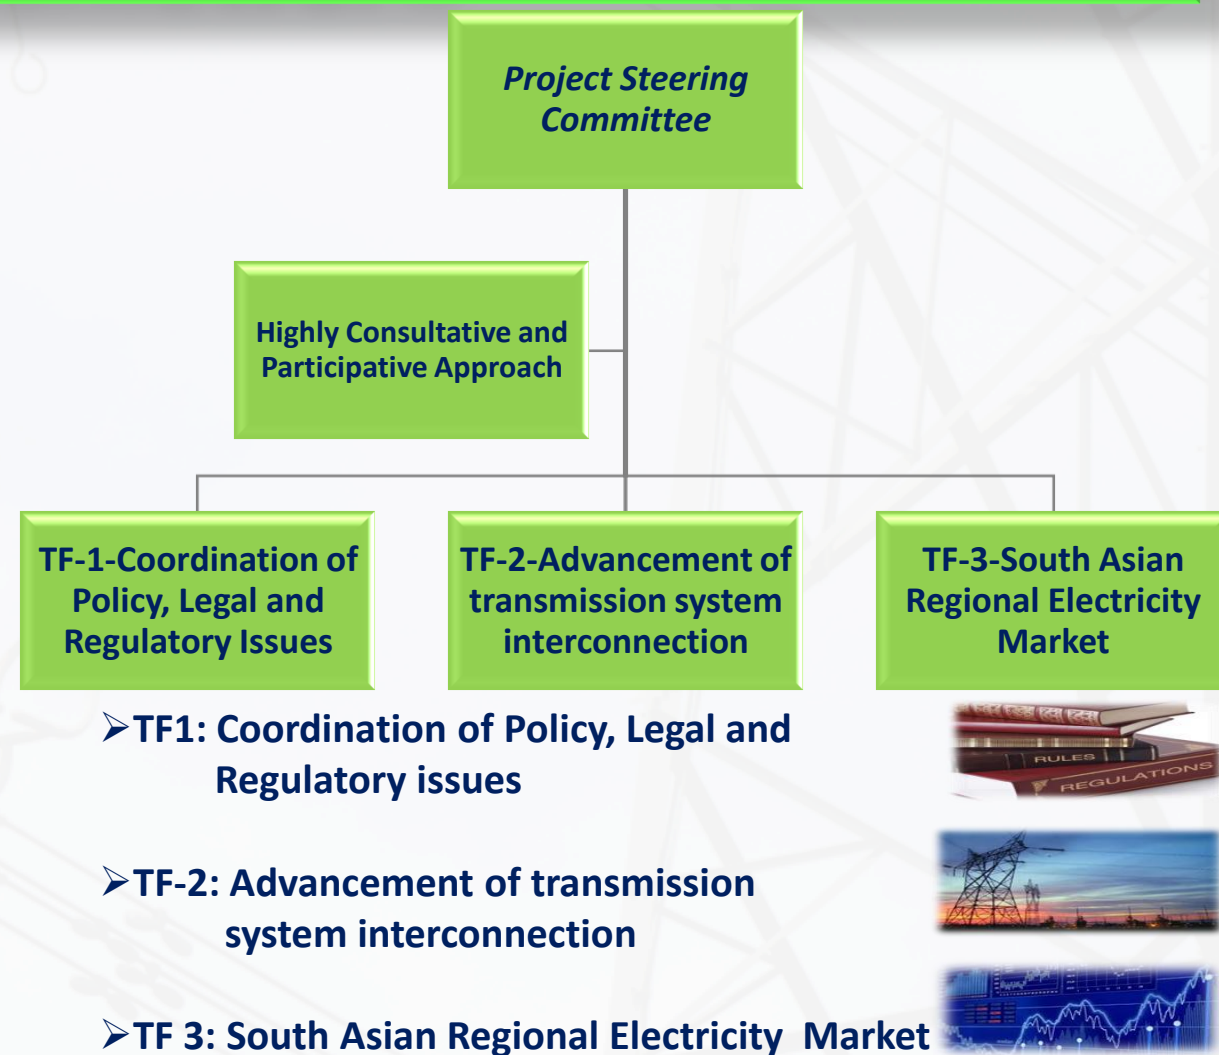 Project Steering
Committee
Highly Consultative and
Participative Approach
TF-1-Coordination of
Policy, Legal and
Regulatory Issues
TF-2-Advancement of
transmission system
interconnection
TF-3-South Asian
Regional Electricity
Market
➢TF1: Coordination of Policy, Legal and
Regulatory issues
RULES
REGULATIONS
➢TF-2: Advancement of transmission
system interconnection
➢TF 3: South Asian Regional Electricity Market